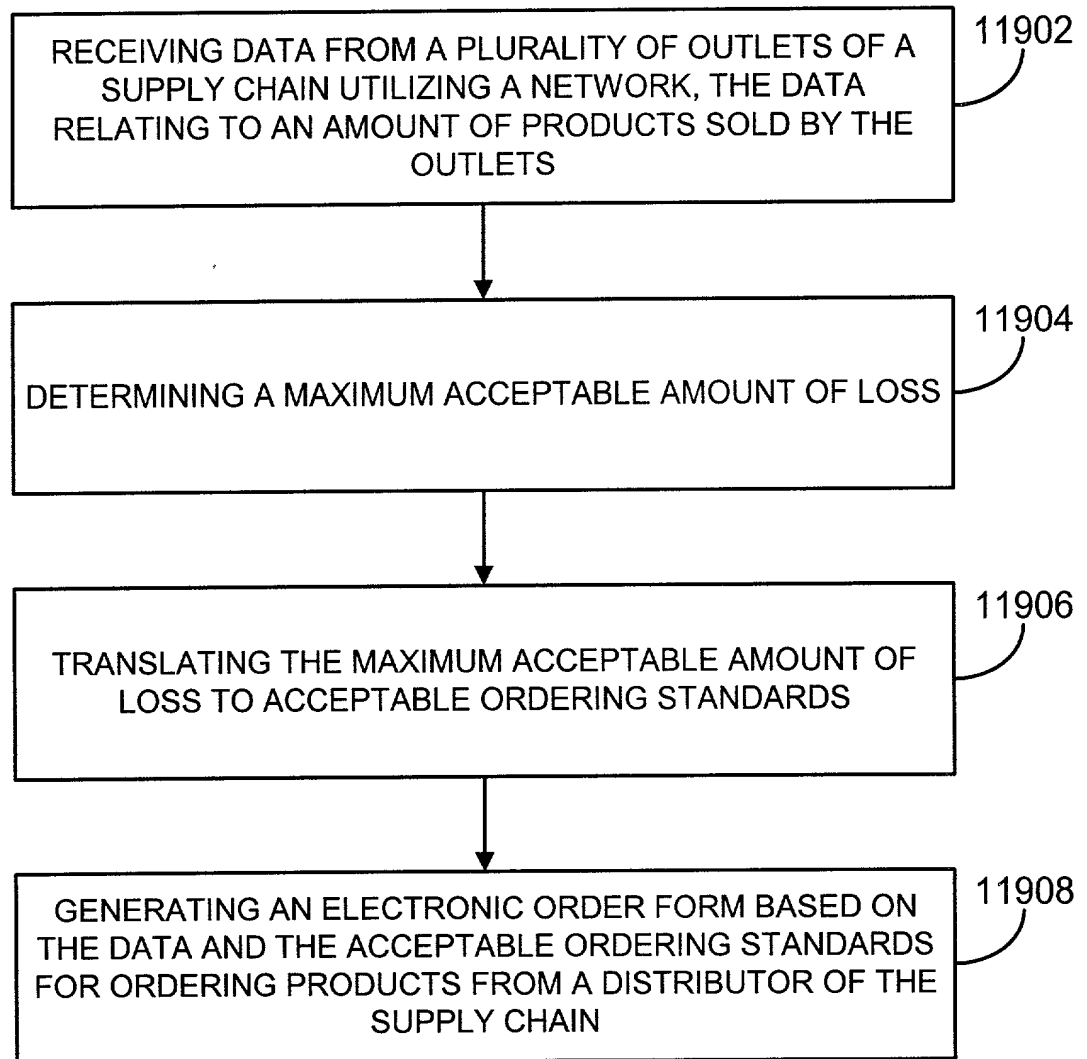 RECEIVING DATA FROM A PLURALITY OF OUTLETS OF A
SUPPLY CHAIN UTILIZING A NETWORK, THE DATA
RELATING TO AN AMOUNT OF PRODUCTS SOLD BY THE
OUTLETS
11902
DETERMINING A MAXIMUM ACCEPTABLE AMOUNT OF LOSS
11904
TRANSLATING THE MAXIMUM ACCEPTABLE AMOUNT OF
LOSS TO ACCEPTABLE ORDERING STANDARDS
11906
GENERATING AN ELECTRONIC ORDER FORM BASED ON
THE DATA AND THE ACCEPTABLE ORDERING STANDARDS
FOR ORDERING PRODUCTS FROM A DISTRIBUTOR OF THE
SUPPLY CHAIN
11908